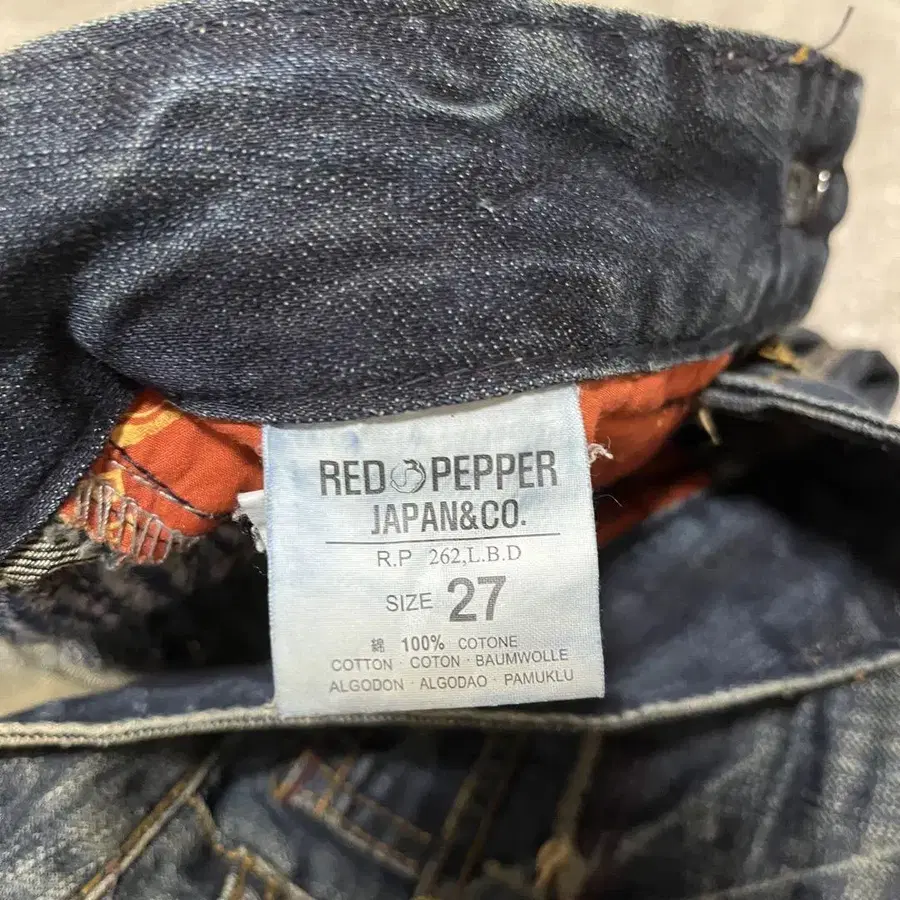 RED PEPPER
JAPAN&CO.
R.P 262,L.B.D
SIZE 27
綿 100% COTONE
COTTON · COTON · BAUMWOLLE
ALGODON · ALGODAO · PAMUKLU